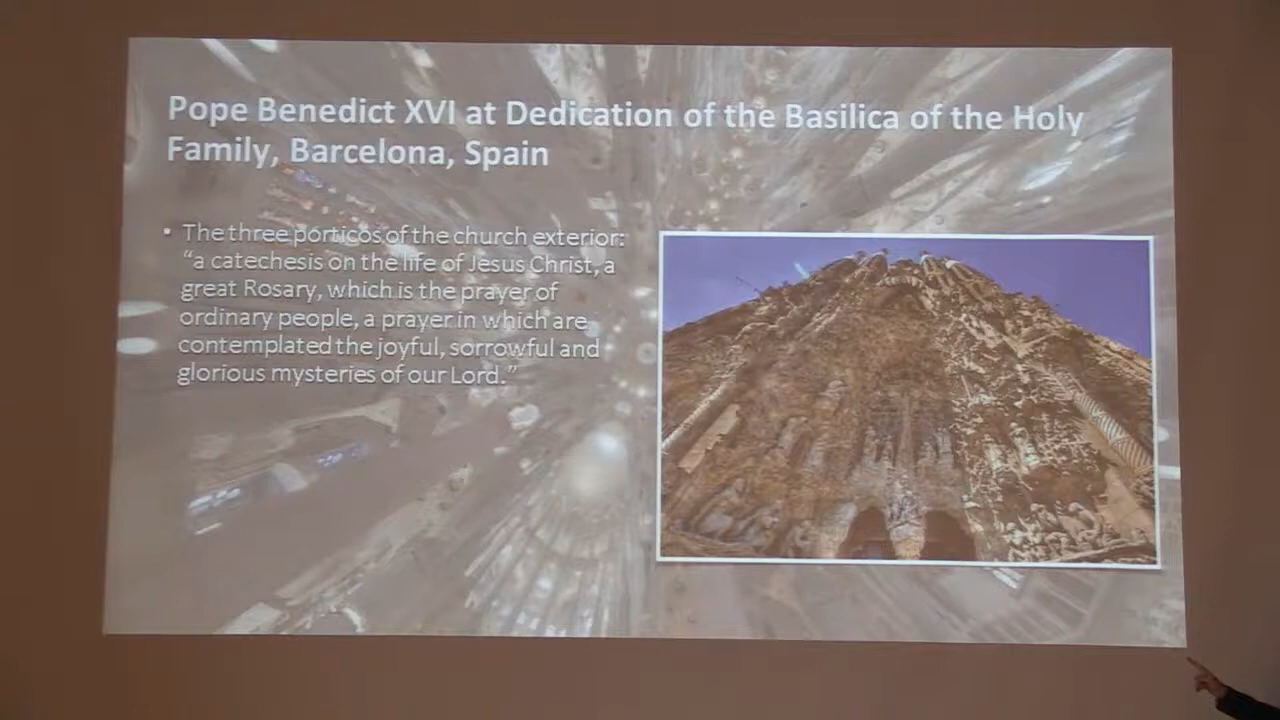 Pope Benedict XVI at Dedication of the Basilica of the Holy
Family, Barcelona, Spain
• The three porticos of the church exterior:
“a catechesis on the life of Jesus Christ, a
great Rosary, which is the prayer of
ordinary people, a prayer in which are
contemplated the joyful, sorrowful and
glorious mysteries of our Lord.”